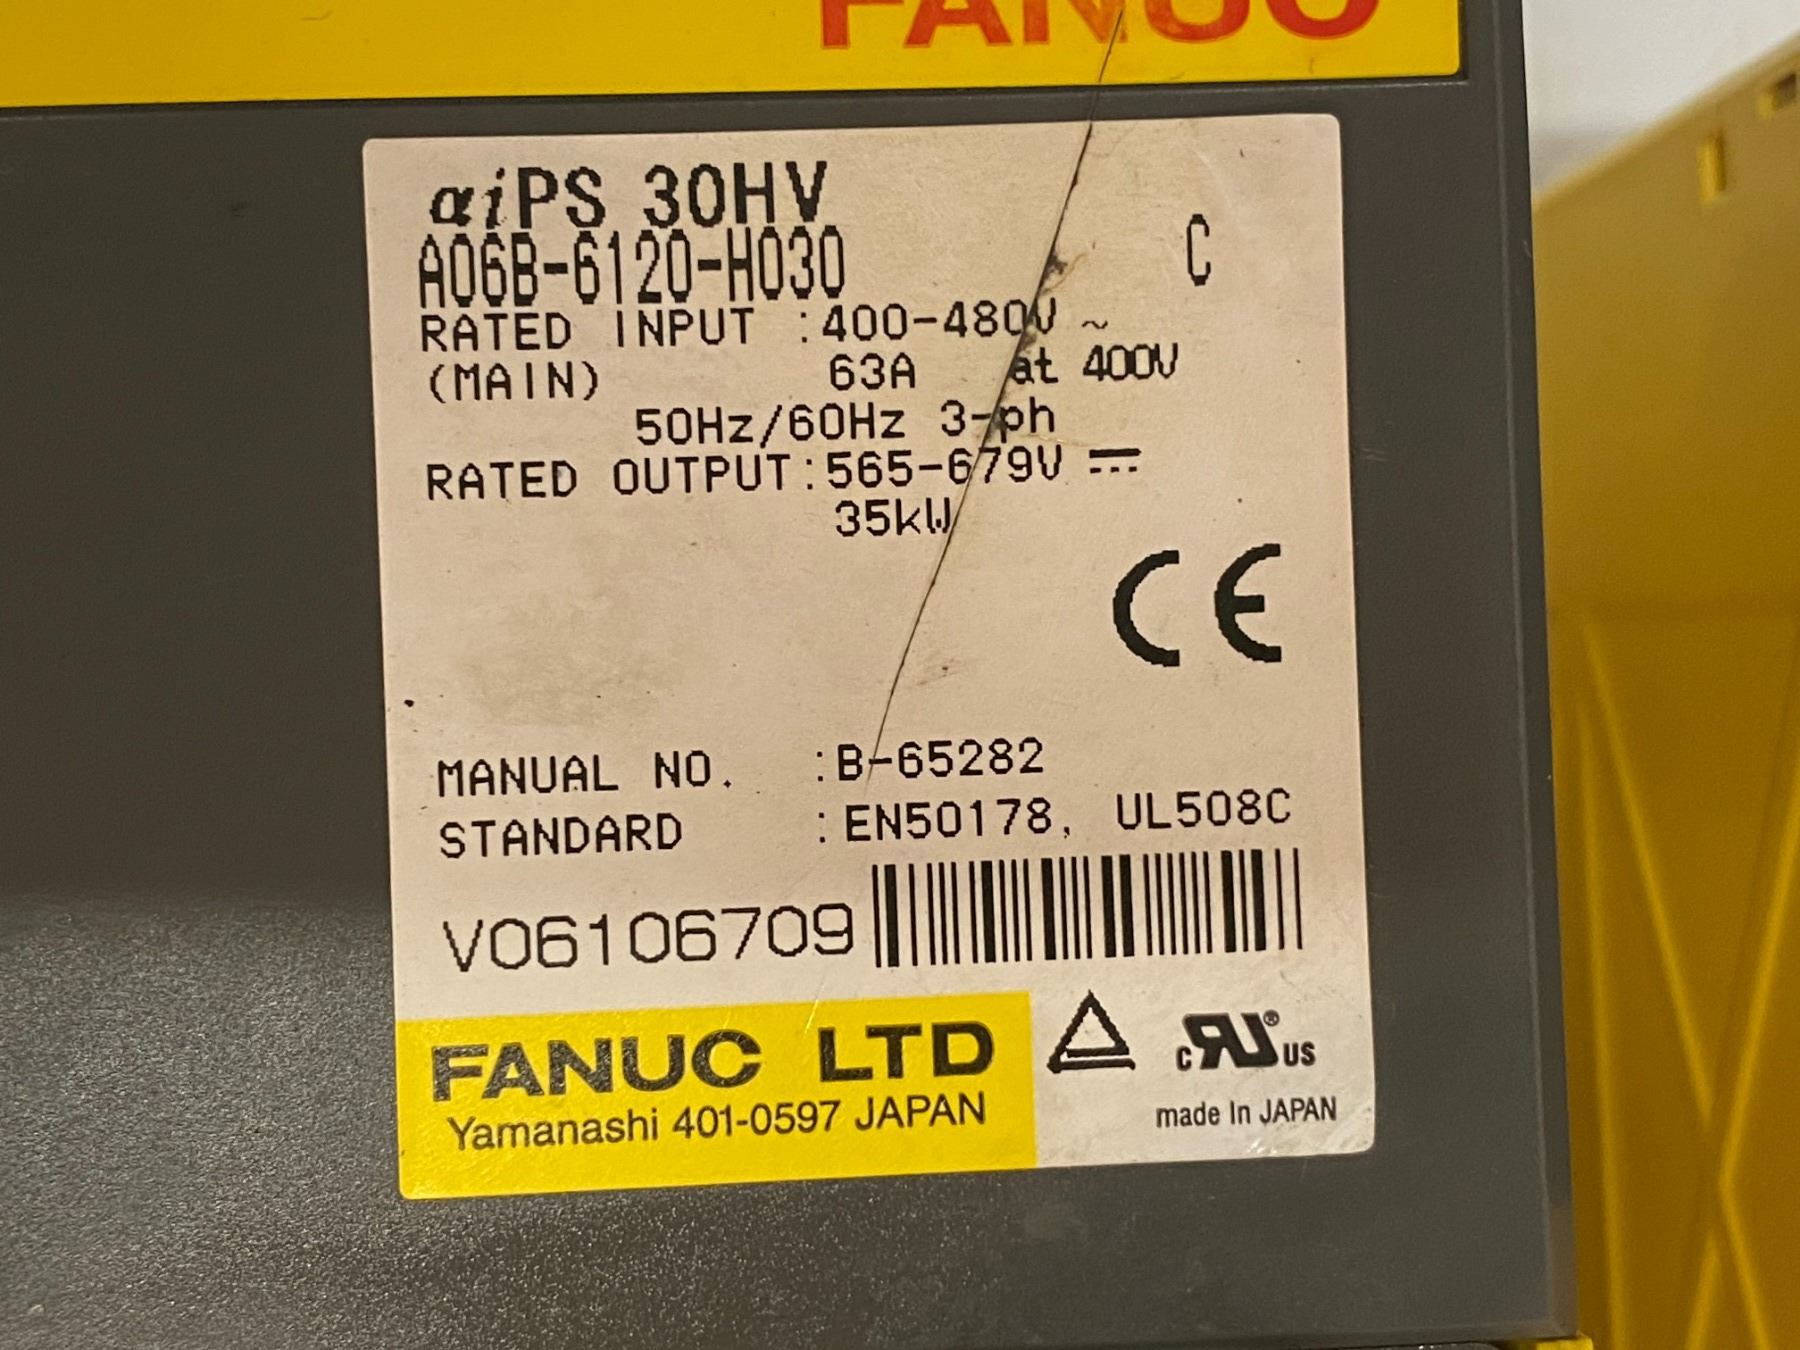 FANUC
αiPS 30HV
A06B-6120-H030 C
RATED INPUT :400-480V ~
(MAIN) 63A at 400V
50Hz/60Hz 3-ph
RATED OUTPUT:565-679V ⎓
35kW
CE
MANUAL NO. :B-65282
STANDARD :EN50178, UL508C
V06106709
FANUC LTD
Yamanashi 401-0597 JAPAN
c RU® US
made In JAPAN